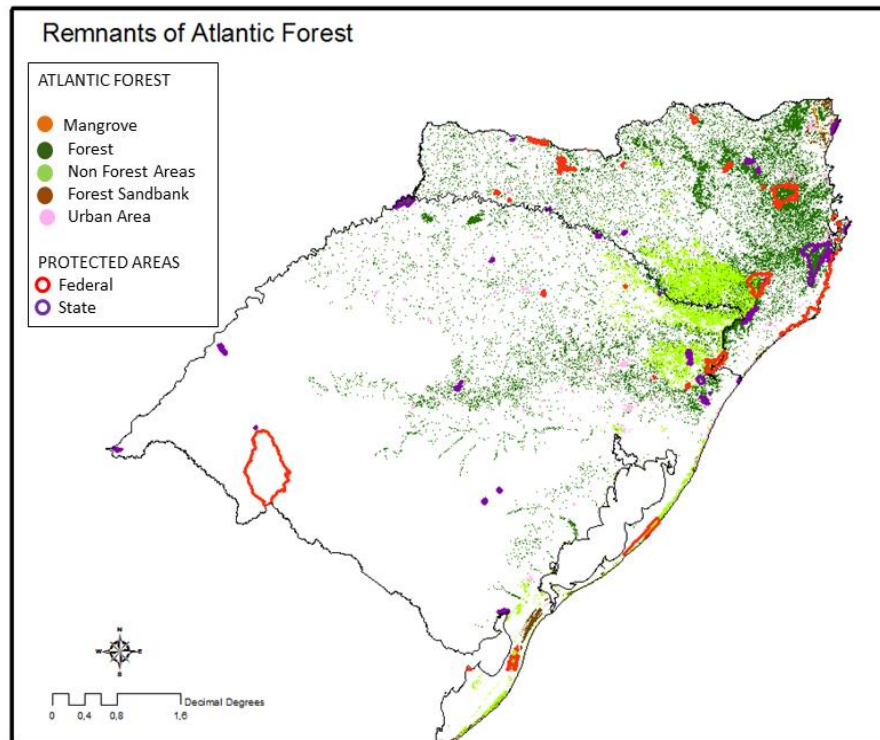 Remnants of Atlantic Forest
ATLANTIC FOREST
Mangrove
Forest
Non Forest Areas
Forest Sandbank
Urban Area
PROTECTED AREAS
Federal
State
N
W E
S
Decimal Degrees
0 0,4 0,8 1,6